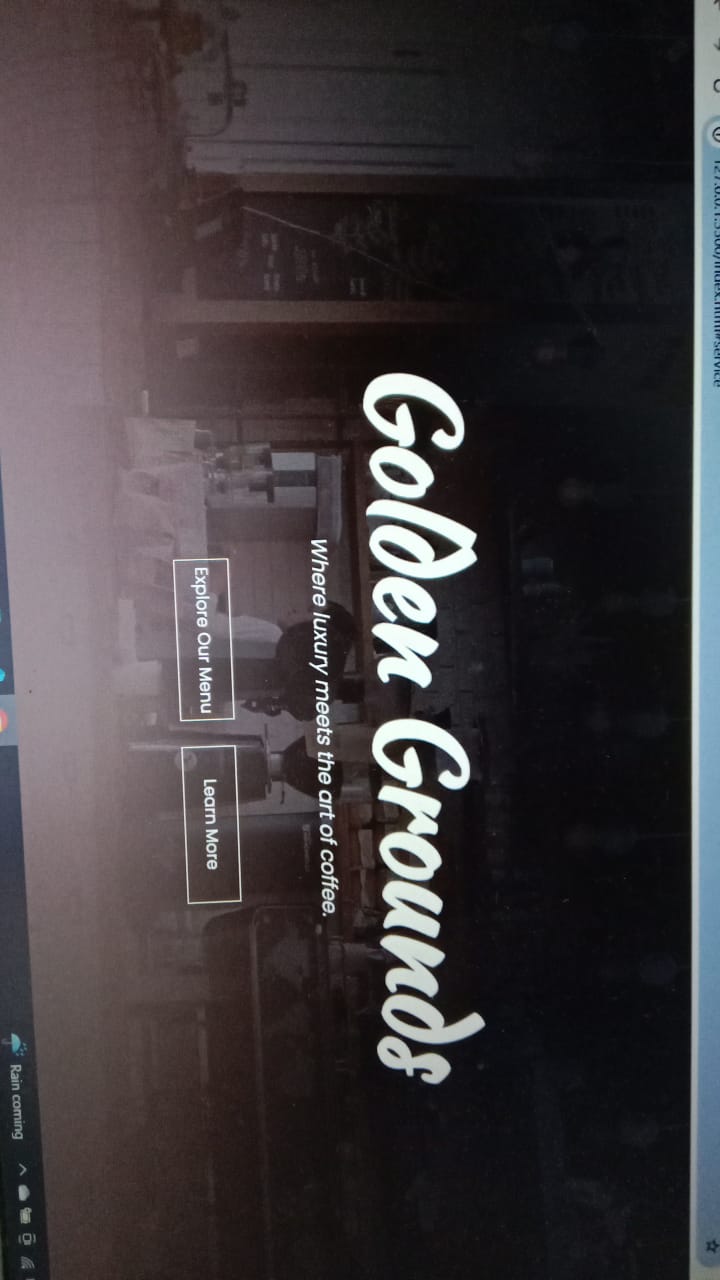 127.0.0.1:5500/index.html#service
Golden Grounds
Where luxury meets the art of coffee.
Explore Our Menu
Learn More
Rain coming